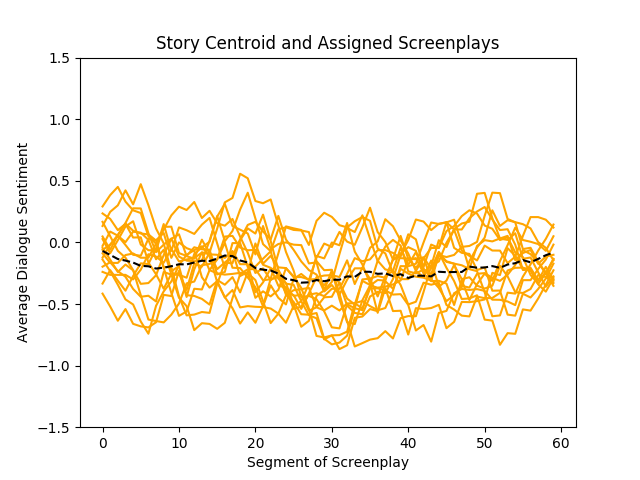 Story Centroid and Assigned Screenplays
1.5
1.0
0.5
0.0
−0.5
−1.0
−1.5
Average Dialogue Sentiment
0 10 20 30 40 50 60
Segment of Screenplay